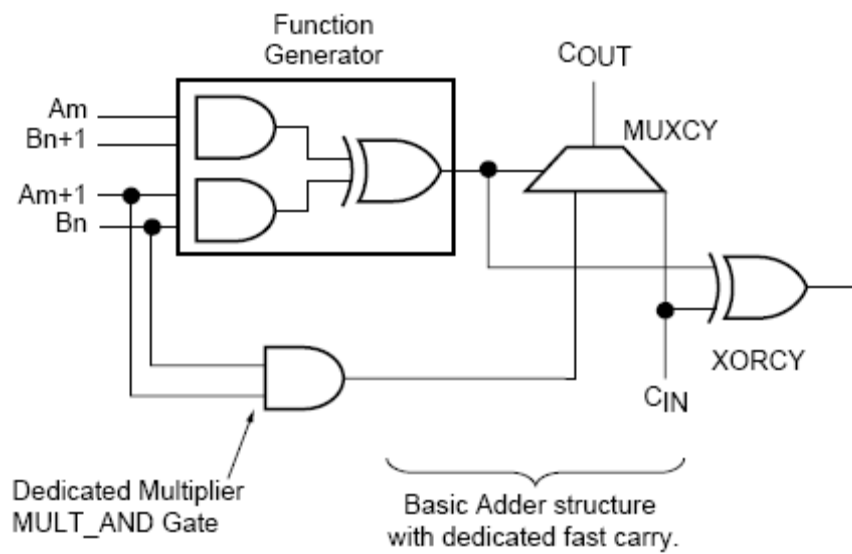 Function
Generator
COUT
Am
Bn+1
MUXCY
Am+1
Bn
XORCY
CIN
Dedicated Multiplier
MULT_AND Gate
Basic Adder structure
with dedicated fast carry.